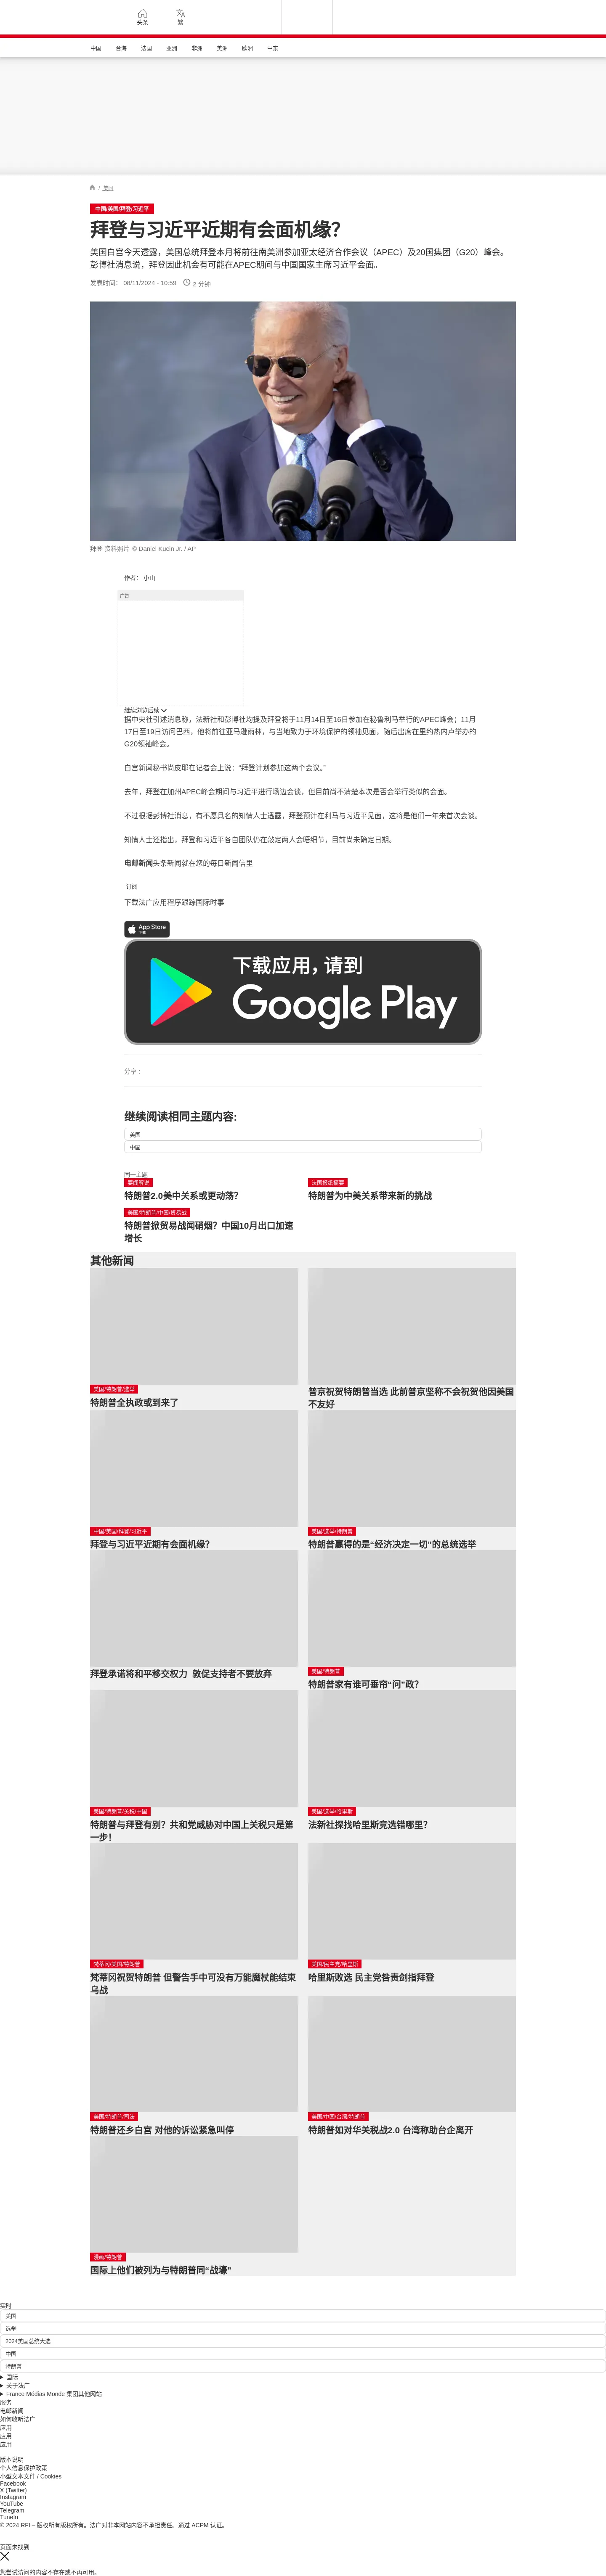 头条
繁
中国 台海 法国 亚洲 非洲 美洲 欧洲 中东
/ 美国
中国/美国/拜登/习近平
拜登与习近平近期有会面机缘？
美国白宫今天透露，美国总统拜登本月将前往南美洲参加亚太经济合作会议（APEC）及20国集团（G20）峰会。
彭博社消息说，拜登因此机会有可能在APEC期间与中国国家主席习近平会面。
发表时间： 08/11/2024 - 10:59 2 分钟
拜登 资料照片 © Daniel Kucin Jr. / AP
作者： 小山
广告
继续浏览后续
据中央社引述消息称，法新社和彭博社均提及拜登将于11月14日至16日参加在秘鲁利马举行的APEC峰会；11月
17日至19日访问巴西，他将前往亚马逊雨林，与当地致力于环境保护的领袖见面，随后出席在里约热内卢举办的
G20领袖峰会。
白宫新闻秘书尚皮耶在记者会上说：“拜登计划参加这两个会议。”
去年，拜登在加州APEC峰会期间与习近平进行场边会谈，但目前尚不清楚本次是否会举行类似的会面。
不过根据彭博社消息，有不愿具名的知情人士透露，拜登预计在利马与习近平见面，这将是他们一年来首次会谈。
知情人士还指出，拜登和习近平各自团队仍在敲定两人会晤细节，目前尚未确定日期。
电邮新闻头条新闻就在您的每日新闻信里
订阅
下载法广应用程序跟踪国际时事
App Store
下载
下载应用，请到
Google Play
分享 :
继续阅读相同主题内容:
美国
中国
同一主题
要闻解说
特朗普2.0美中关系或更动荡？
法国报纸摘要
特朗普为中美关系带来新的挑战
美国/特朗普/中国/贸易战
特朗普掀贸易战闻硝烟？中国10月出口加速
增长
其他新闻
美国/特朗普/选举
特朗普全执政或到来了
普京祝贺特朗普当选 此前普京坚称不会祝贺他因美国
不友好
中国/美国/拜登/习近平
拜登与习近平近期有会面机缘？
美国/选举/特朗普
特朗普赢得的是“经济决定一切”的总统选举
拜登承诺将和平移交权力 敦促支持者不要放弃
美国/特朗普
特朗普家有谁可垂帘“问”政？
美国/特朗普/关税/中国
特朗普与拜登有别？共和党威胁对中国上关税只是第
一步！
美国/选举/哈里斯
法新社探找哈里斯竞选错哪里？
梵蒂冈/美国/特朗普
梵蒂冈祝贺特朗普 但警告手中可没有万能魔杖能结束
乌战
美国/民主党/哈里斯
哈里斯败选 民主党咎责剑指拜登
美国/特朗普/司法
特朗普还乡白宫 对他的诉讼紧急叫停
美国/中国/台湾/特朗普
特朗普如对华关税战2.0 台湾称助台企离开
漫画/特朗普
国际上他们被列为与特朗普同“战壕”
实时
美国
选举
2024美国总统大选
中国
特朗普
国际
关于法广
France Médias Monde 集团其他网站
服务
电邮新闻
如何收听法广
应用
应用
应用
版本说明
个人信息保护政策
小型文本文件 / Cookies
Facebook
X (Twitter)
Instagram
YouTube
Telegram
TuneIn
© 2024 RFI – 版权所有版权所有。法广对非本网站内容不承担责任。通过 ACPM 认证。
页面未找到
您尝试访问的内容不存在或不再可用。